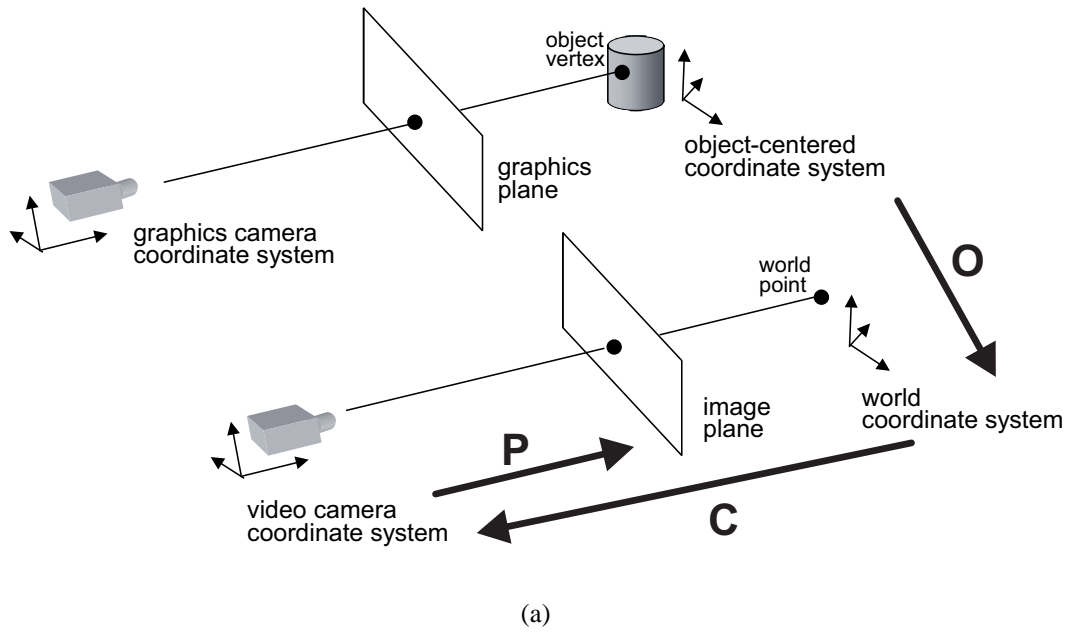 object
vertex
object-centered
coordinate system
graphics
plane
graphics camera
coordinate system
O
world
point
world
coordinate system
image
plane
P
C
video camera
coordinate system
(a)